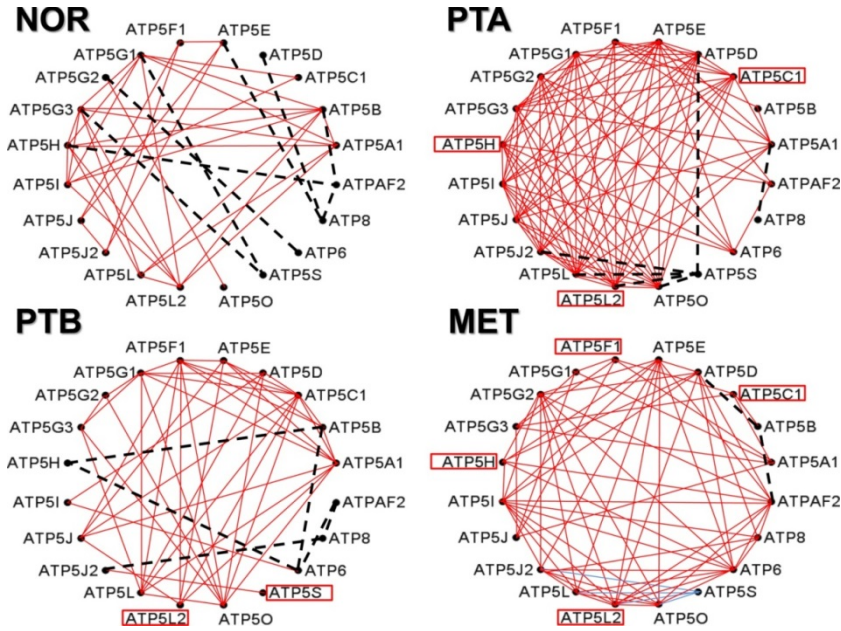 NOR
ATP5F1
ATP5E
ATP5G1
ATP5D
ATP5G2
ATP5C1
ATP5G3
ATP5B
ATP5H
ATP5A1
ATP5I
ATPAF2
ATP5J
ATP8
ATP5J2
ATP6
ATP5L
ATP5S
ATP5L2
ATP5O
PTA
ATP5F1
ATP5E
ATP5G1
ATP5D
ATP5G2
ATP5C1
ATP5G3
ATP5B
ATP5H
ATP5A1
ATP5I
ATPAF2
ATP5J
ATP8
ATP5J2
ATP6
ATP5L
ATP5S
ATP5L2
ATP5O
PTB
ATP5F1
ATP5E
ATP5G1
ATP5D
ATP5G2
ATP5C1
ATP5G3
ATP5B
ATP5H
ATP5A1
ATP5I
ATPAF2
ATP5J
ATP8
ATP5J2
ATP6
ATP5L
ATP5S
ATP5L2
ATP5O
MET
ATP5F1
ATP5E
ATP5G1
ATP5D
ATP5G2
ATP5C1
ATP5G3
ATP5B
ATP5H
ATP5A1
ATP5I
ATPAF2
ATP5J
ATP8
ATP5J2
ATP6
ATP5L
ATP5S
ATP5L2
ATP5O